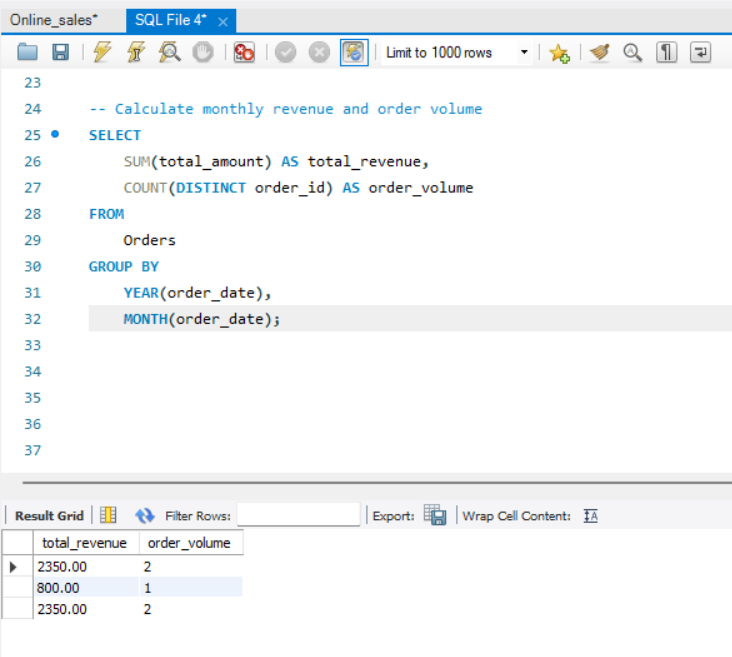 Online_sales* SQL File 4*
Limit to 1000 rows
23
24 -- Calculate monthly revenue and order volume
25 SELECT
26 SUM(total_amount) AS total_revenue,
27 COUNT(DISTINCT order_id) AS order_volume
28 FROM
29 Orders
30 GROUP BY
31 YEAR(order_date),
32 MONTH(order_date);
33
34
35
36
37
Result Grid Filter Rows: Export: Wrap Cell Content:
total_revenue order_volume
2350.00 2
800.00 1
2350.00 2